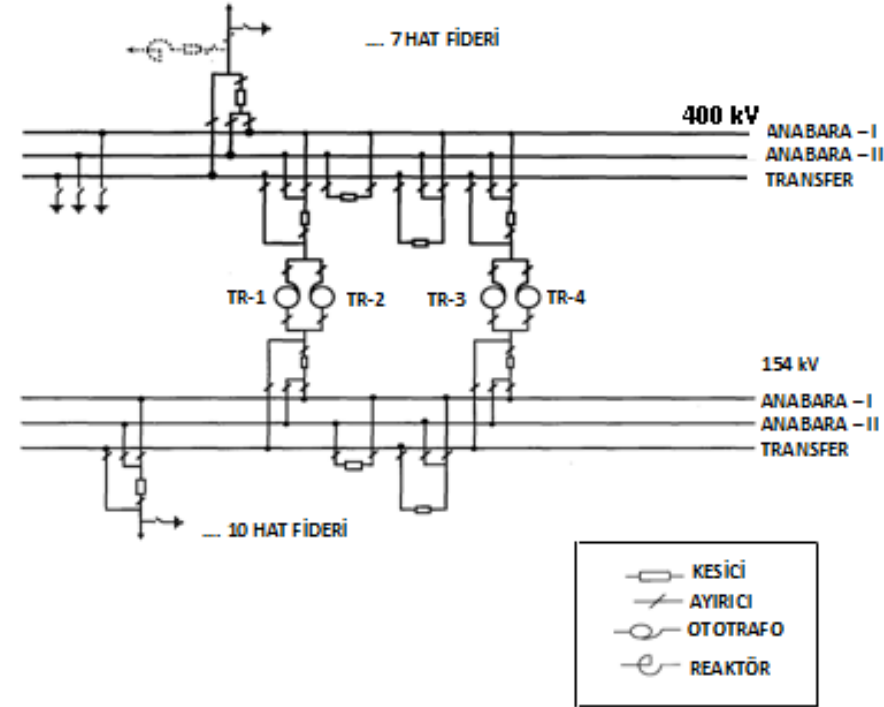 .... 7 HAT FİDERİ
400 kV
ANABARA – I
ANABARA – II
TRANSFER
TR-1
TR-2
TR-3
TR-4
154 kV
ANABARA – I
ANABARA – II
TRANSFER
.... 10 HAT FİDERİ
KESİCİ
AYIRICI
OTOTRAFO
REAKTÖR